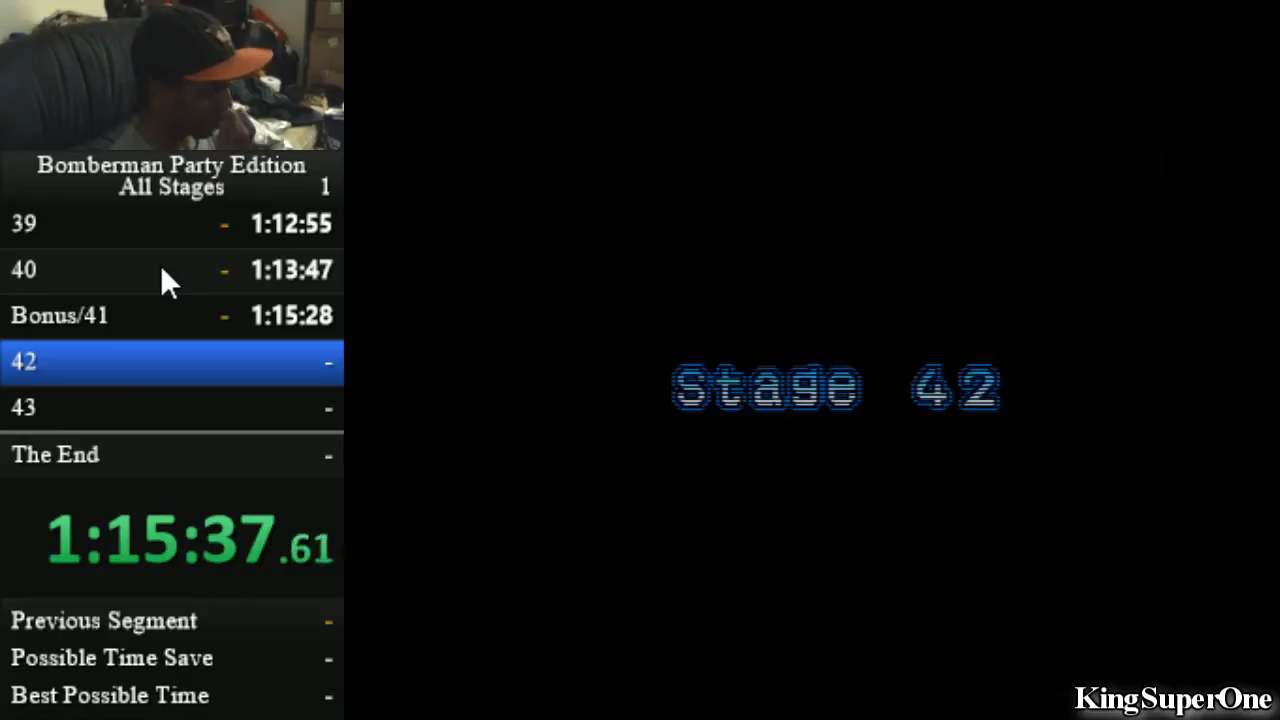 Bomberman Party Edition
All Stages 1
39 - 1:12:55
40 - 1:13:47
Bonus/41 - 1:15:28
42 -
43 -
The End -
1:15:37.61
Previous Segment -
Possible Time Save -
Best Possible Time -
Stage 42
KingSuperOne